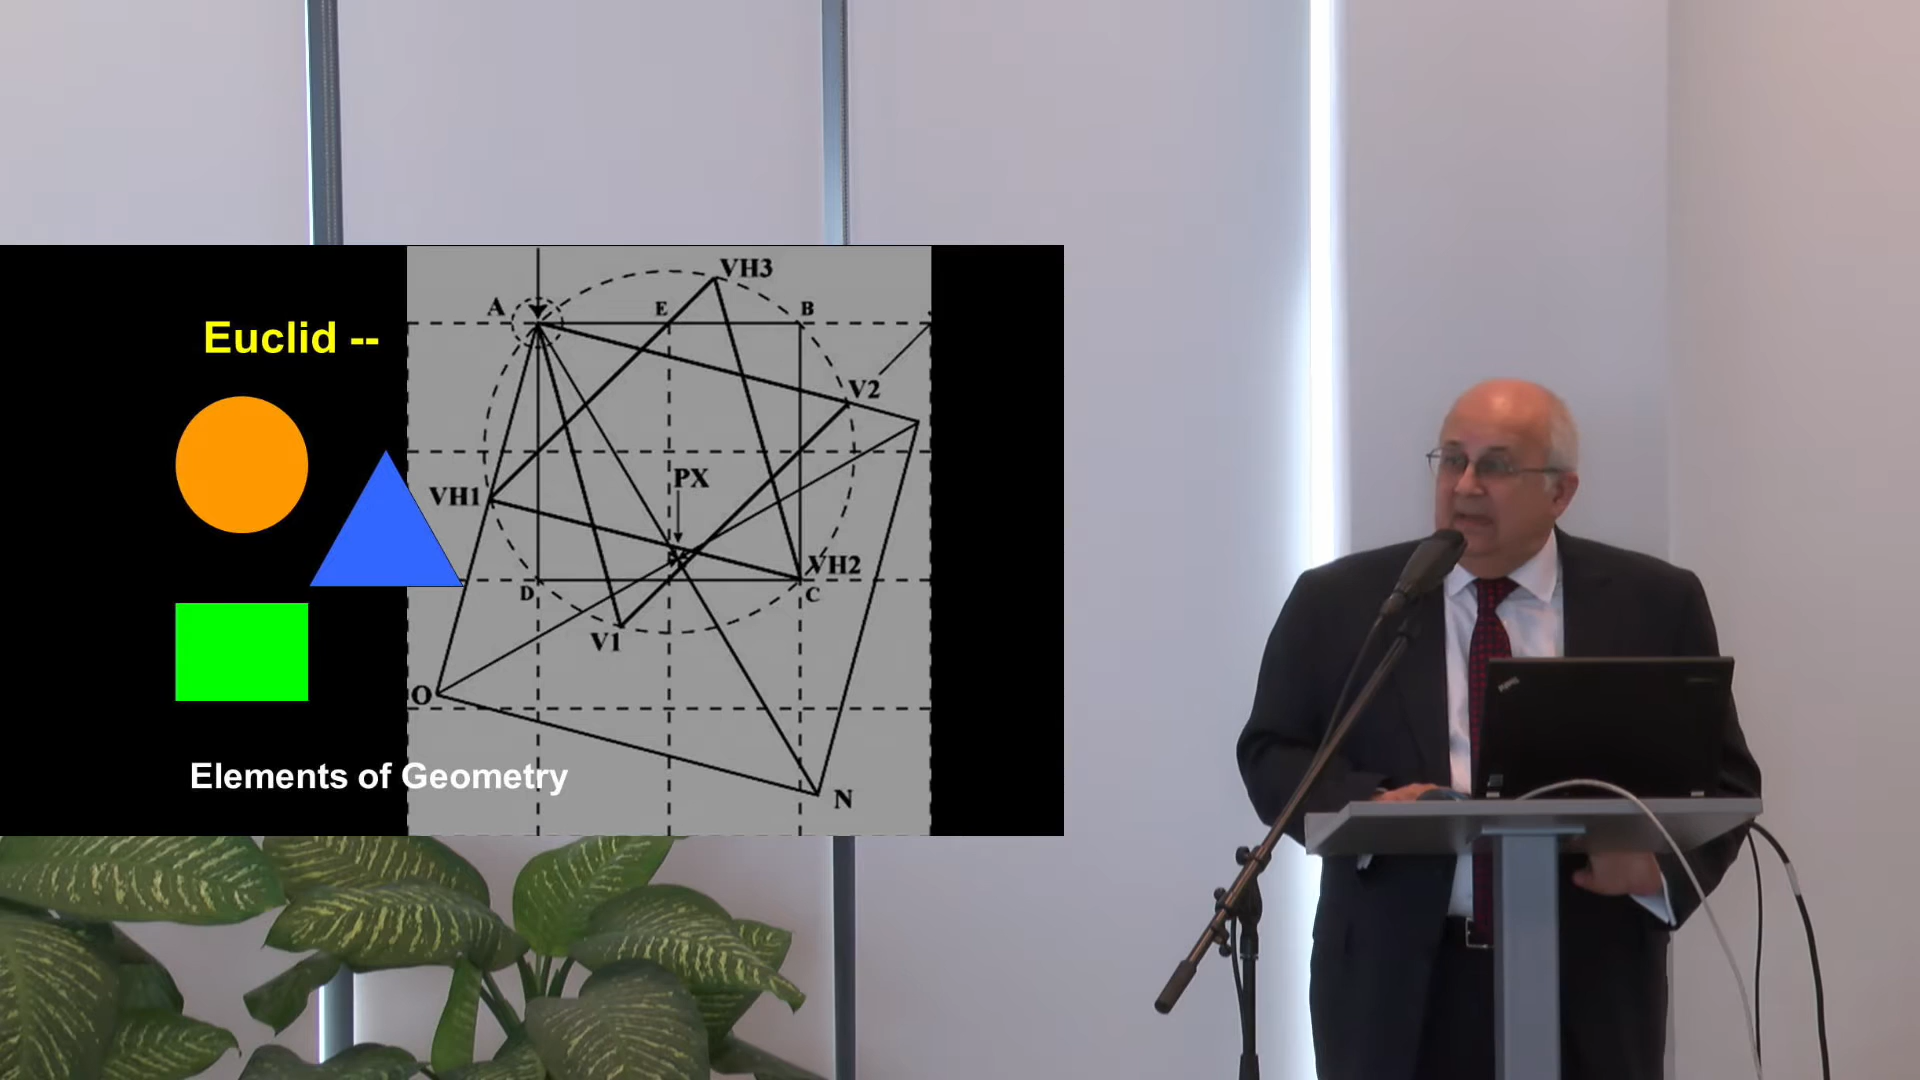 Euclid --
VH3
A
E
B
V2
PX
VH1
VH2
D
C
V1
O
N
Elements of Geometry